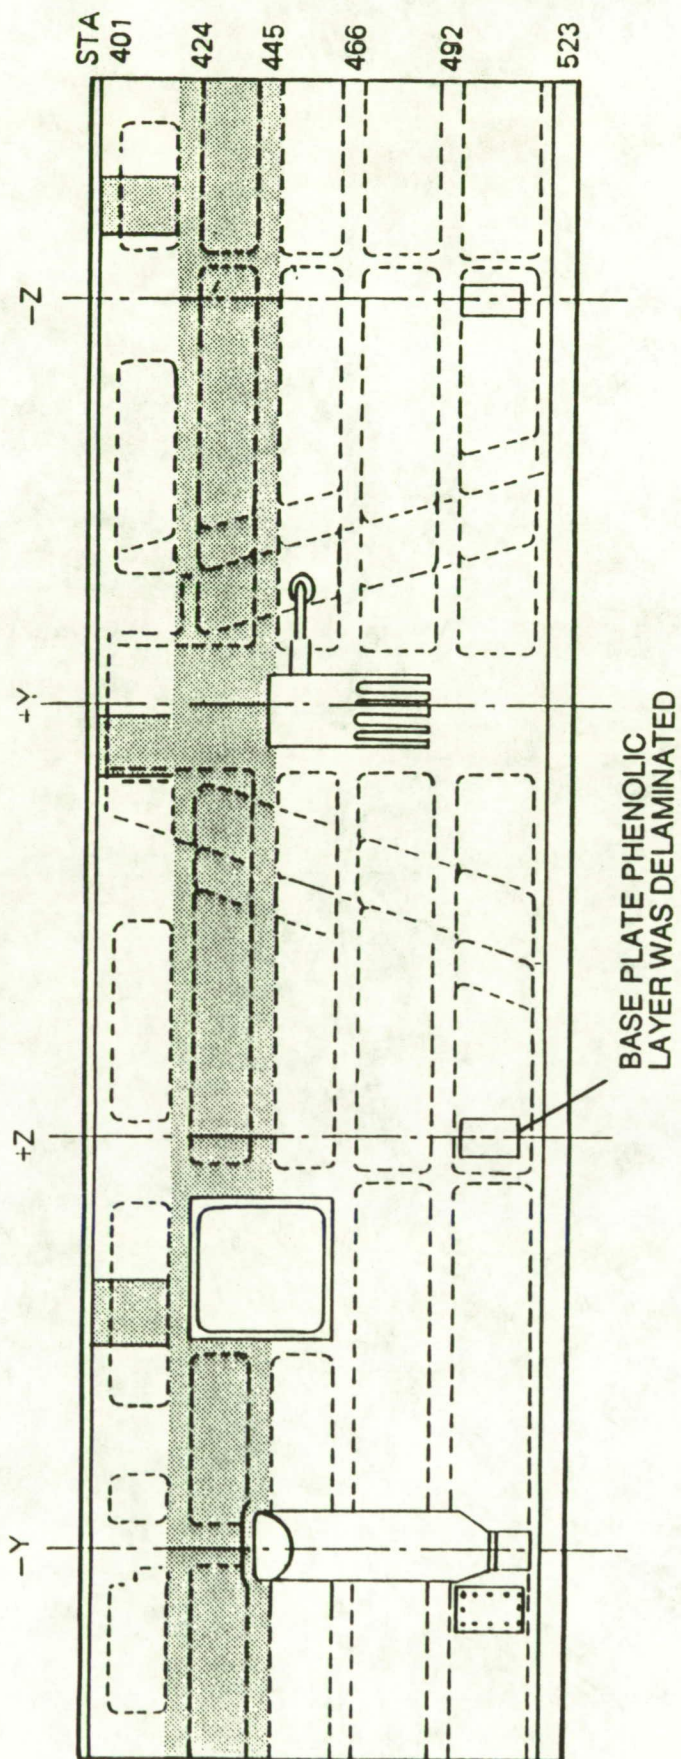 STA
401
424
445
466
492
523
-Z
+Y
+Z
-Y
BASE PLATE PHENOLIC
LAYER WAS DELAMINATED